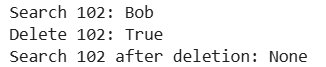 Search 102: Bob
Delete 102: True
Search 102 after deletion: None